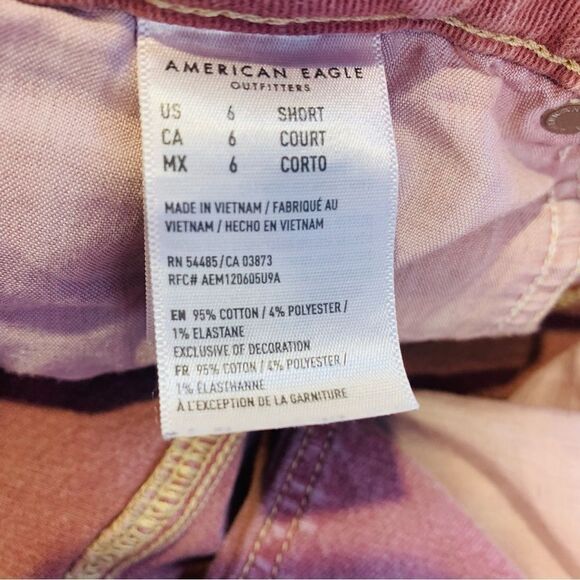 AMERICAN EAGLE
OUTFITTERS
US 6 SHORT
CA 6 COURT
MX 6 CORTO
MADE IN VIETNAM / FABRIQUÉ AU
VIETNAM / HECHO EN VIETNAM
RN 54485/CA 03873
RFC# AEM120605U9A
EN 95% COTTON / 4% POLYESTER /
1% ELASTANE
EXCLUSIVE OF DECORATION
FR 95% COTON / 4% POLYESTER /
1% ÉLASTHANNE
À L'EXCEPTION DE LA GARNITURE